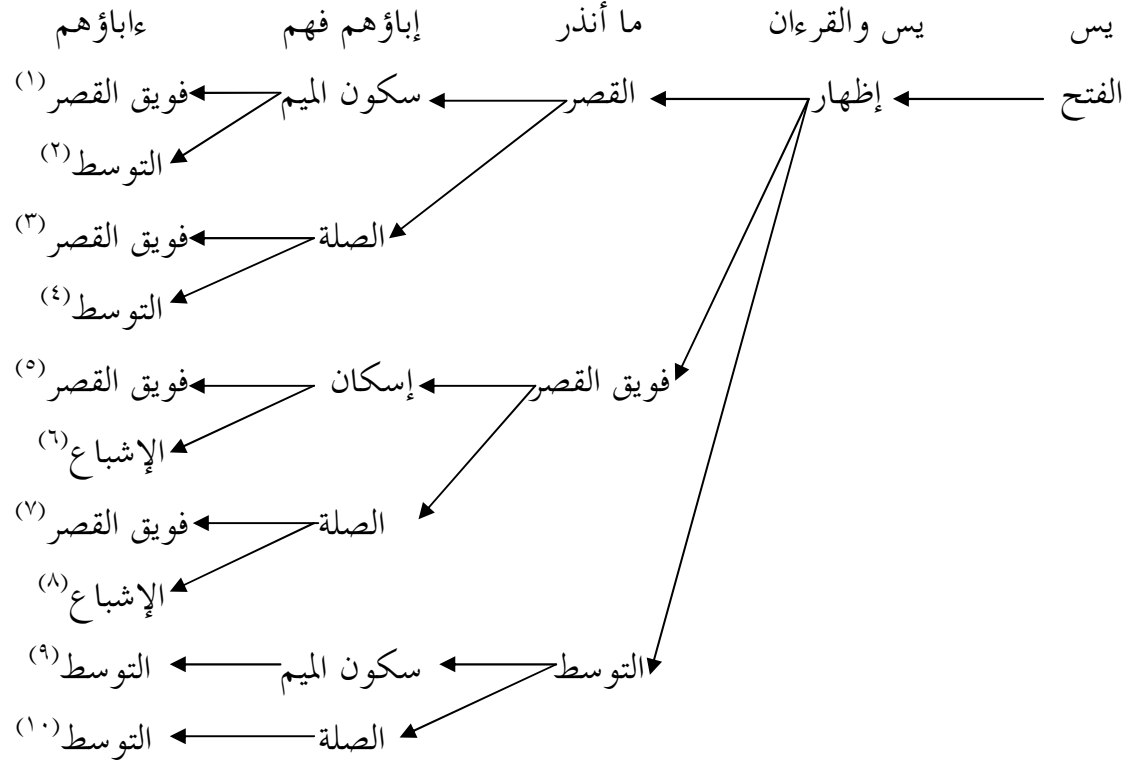 يس يس والقرءان ما أنذر إباؤهم فهم ءاباؤهم
الفتح إظهار القصر سكون الميم فويق القصر(١)
التوسط(٢)
الصلة فويق القصر(٣)
التوسط(٤)
فويق القصر إسكان فويق القصر(٥)
الإشباع(٦)
الصلة فويق القصر(٧)
الإشباع(٨)
التوسط سكون الميم التوسط(٩)
الصلة التوسط(١٠)